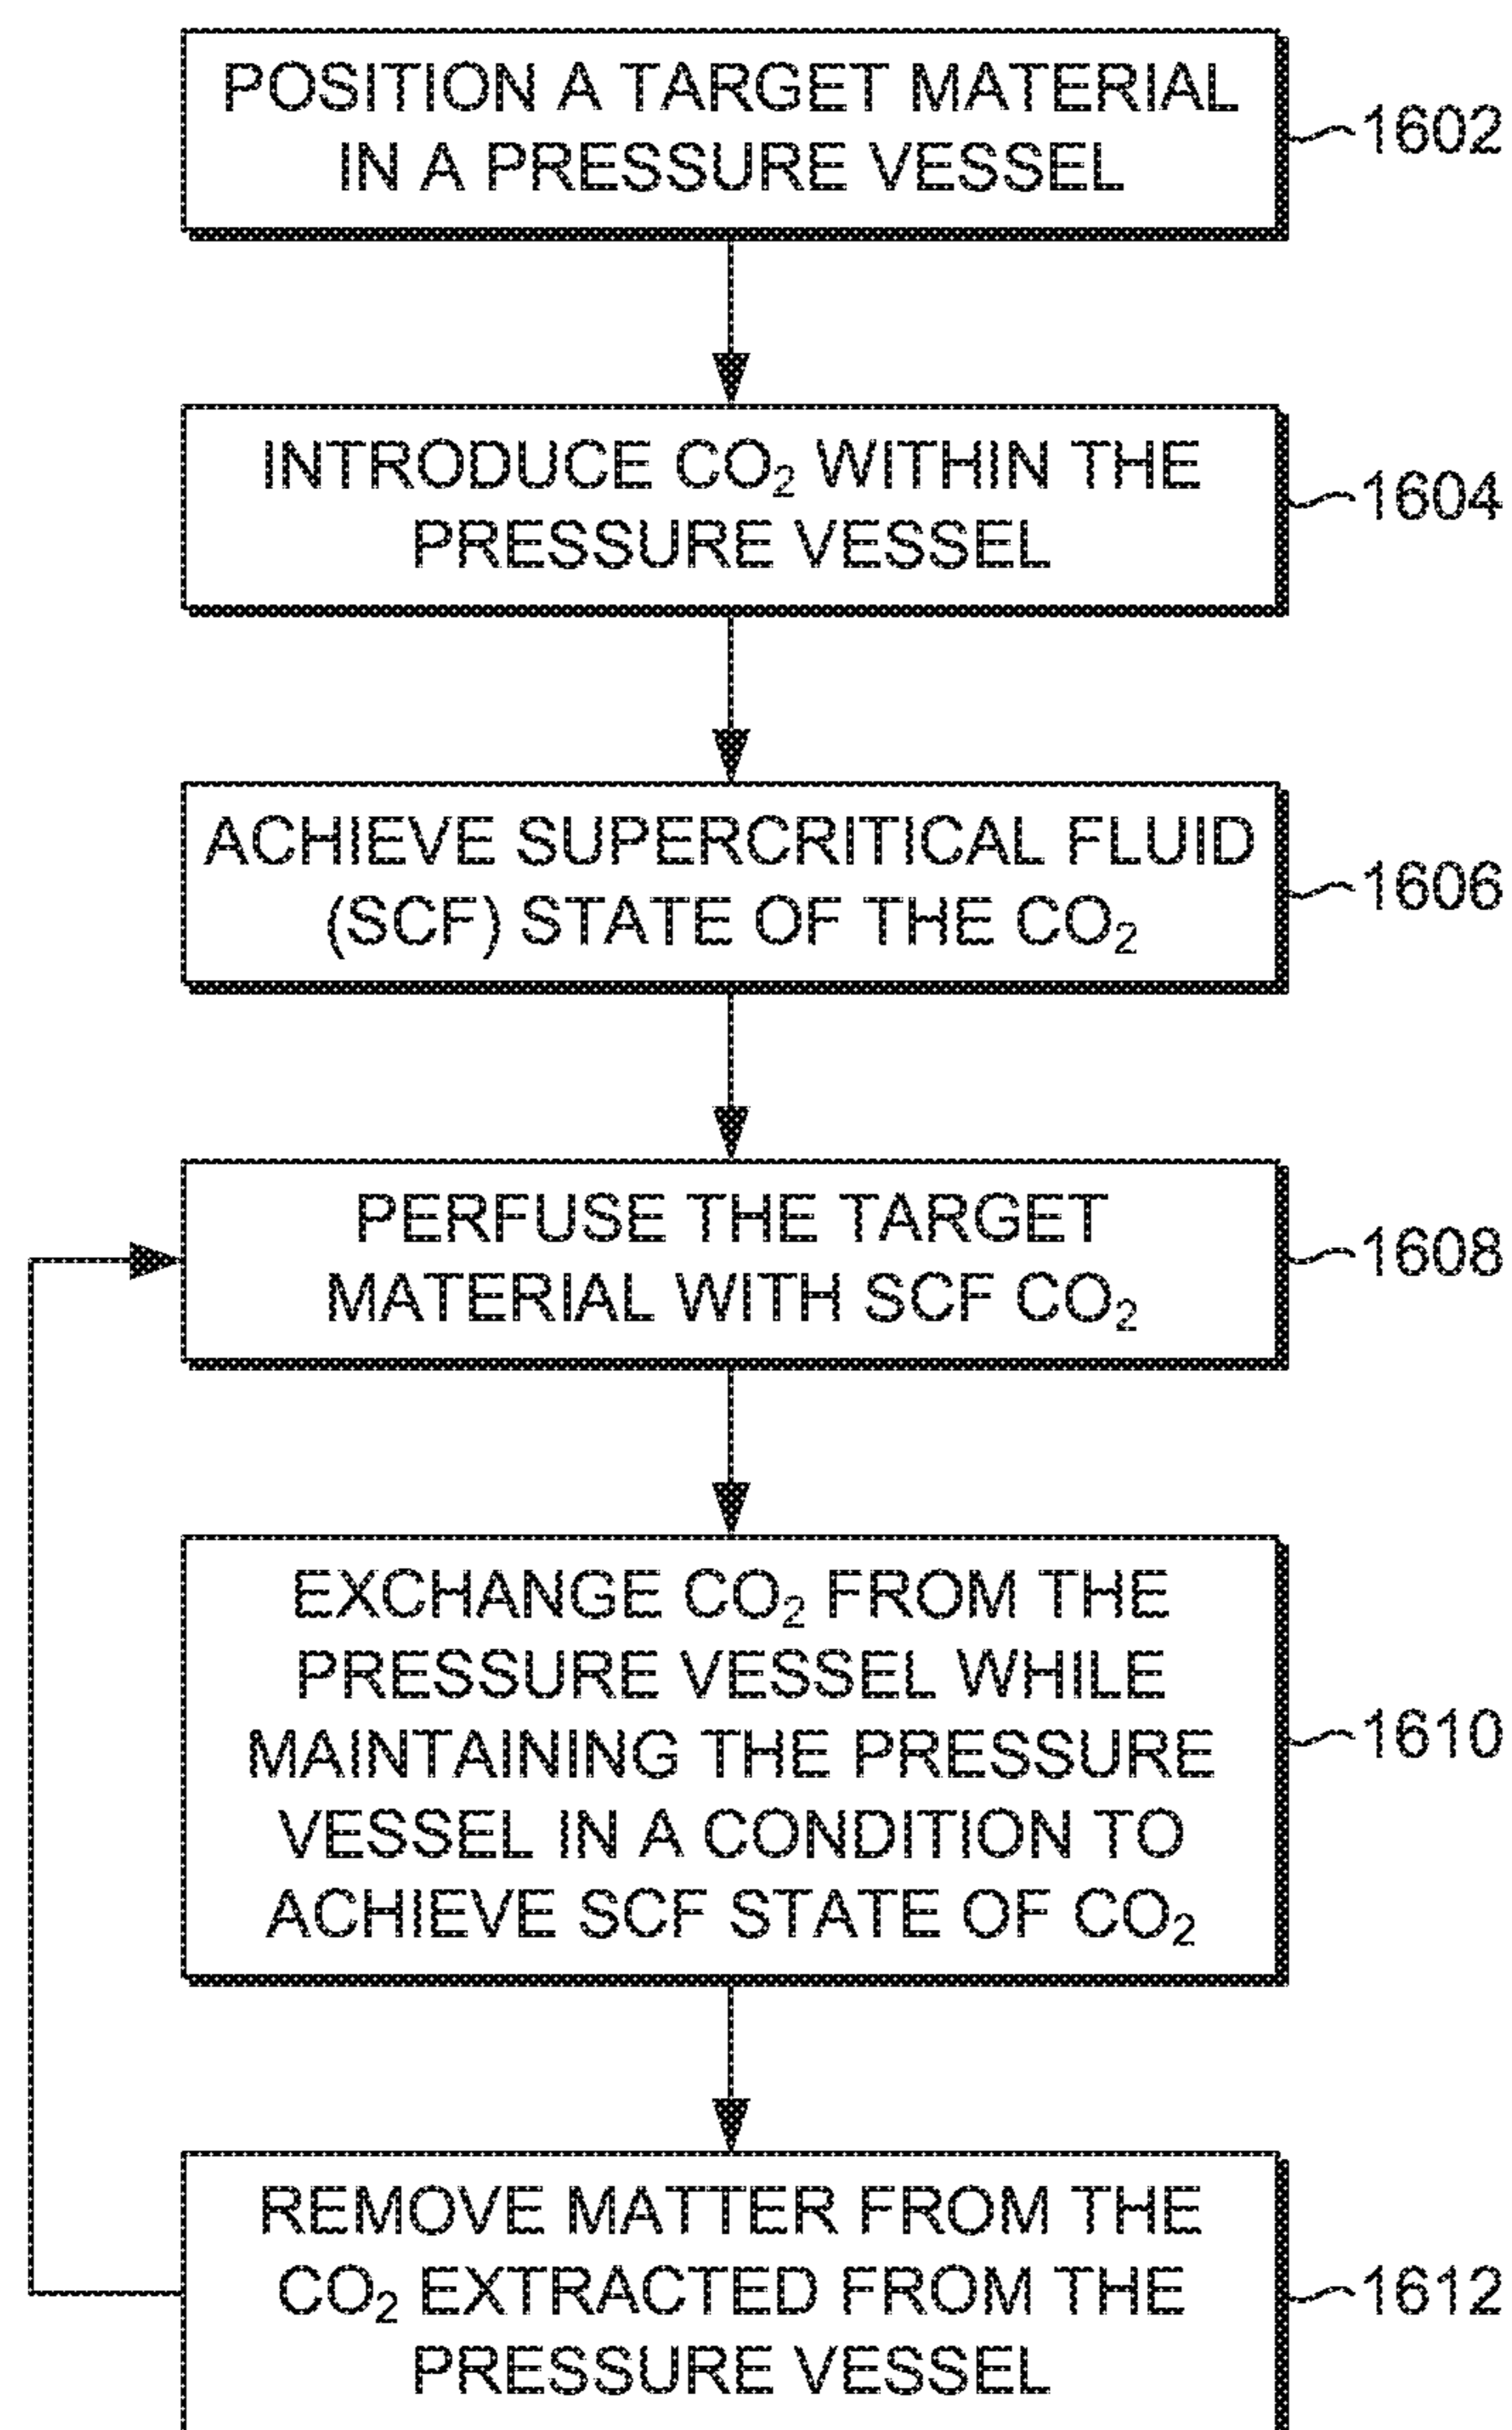 POSITION A TARGET MATERIAL
IN A PRESSURE VESSEL
1602
INTRODUCE CO₂ WITHIN THE
PRESSURE VESSEL
1604
ACHIEVE SUPERCRITICAL FLUID
(SCF) STATE OF THE CO₂
1606
PERFUSE THE TARGET
MATERIAL WITH SCF CO₂
1608
EXCHANGE CO₂ FROM THE
PRESSURE VESSEL WHILE
MAINTAINING THE PRESSURE
VESSEL IN A CONDITION TO
ACHIEVE SCF STATE OF CO₂
1610
REMOVE MATTER FROM THE
CO₂ EXTRACTED FROM THE
PRESSURE VESSEL
1612